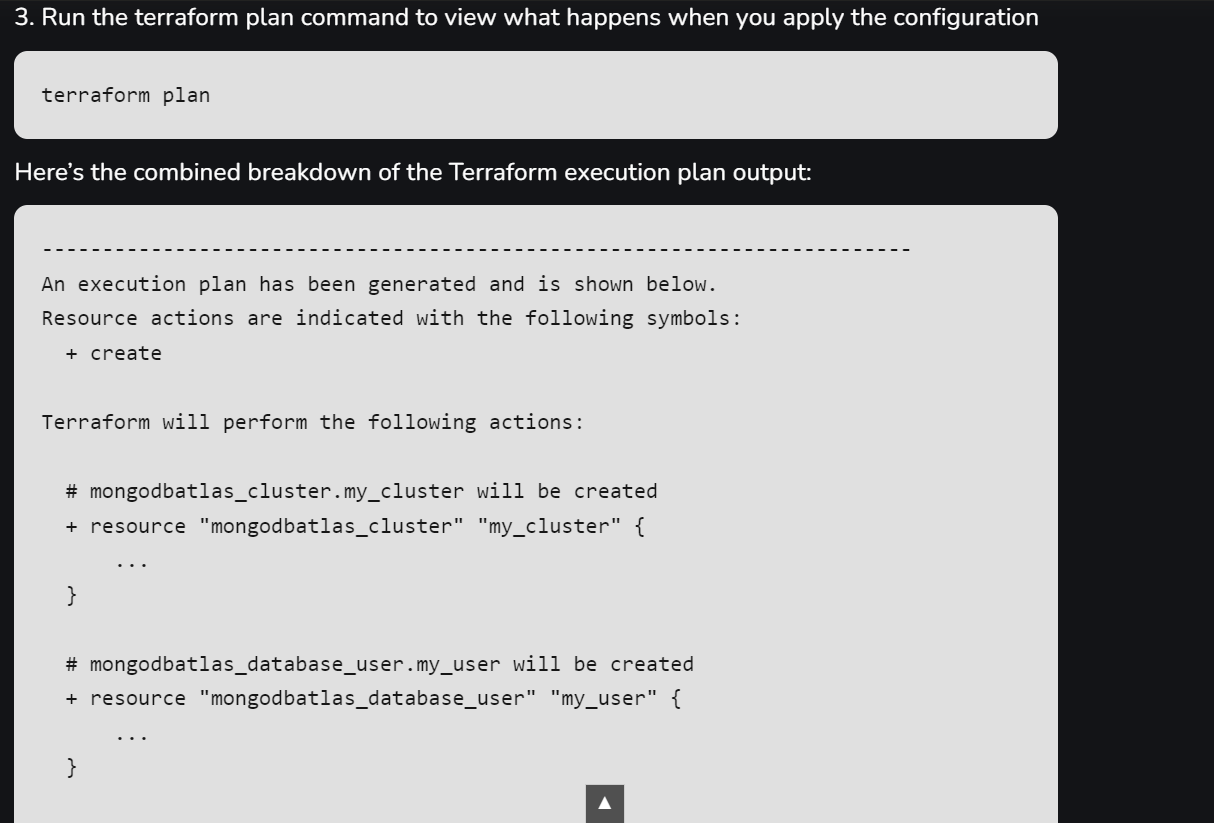 3. Run the terraform plan command to view what happens when you apply the configuration
terraform plan
Here’s the combined breakdown of the Terraform execution plan output:
------------------------------------------------------------------------
An execution plan has been generated and is shown below.
Resource actions are indicated with the following symbols:
  + create
Terraform will perform the following actions:
  # mongodbatlas_cluster.my_cluster will be created
  + resource "mongodbatlas_cluster" "my_cluster" {
      ...
  }
  # mongodbatlas_database_user.my_user will be created
  + resource "mongodbatlas_database_user" "my_user" {
      ...
  }